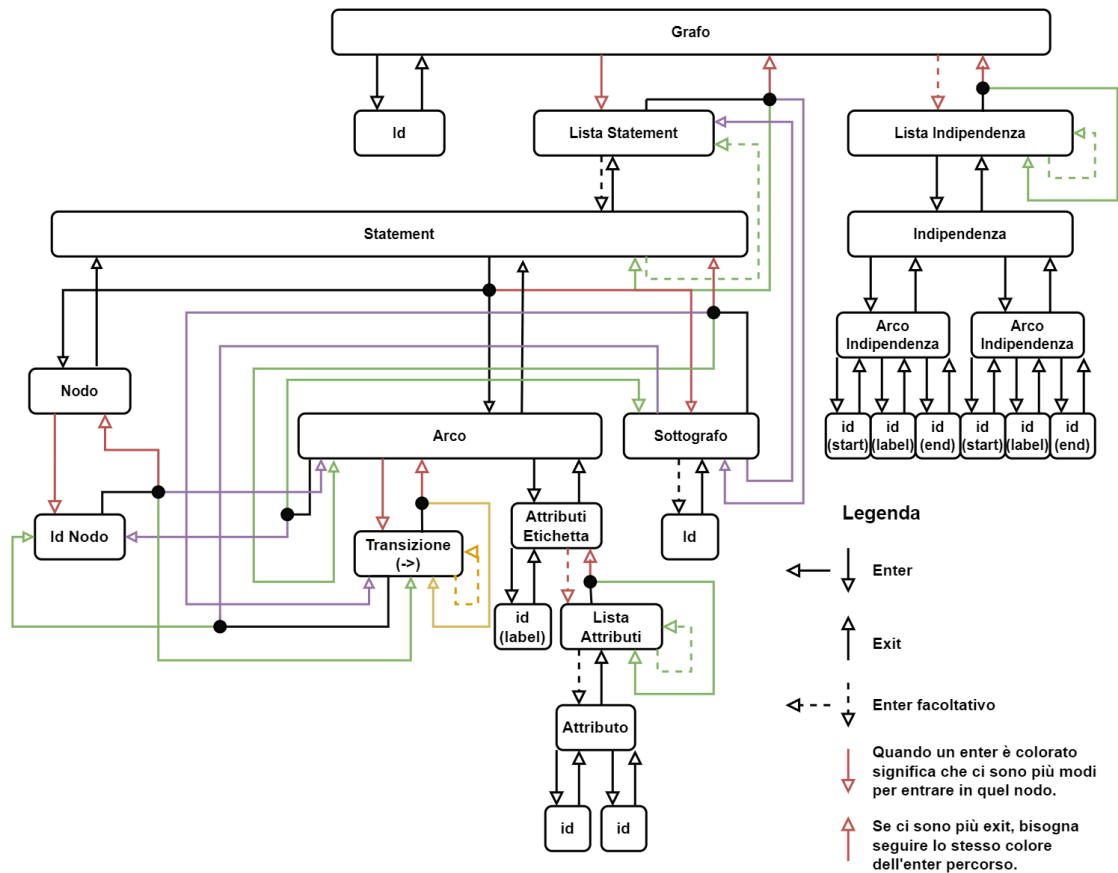 Grafo
Id
Lista Statement
Lista Indipendenza
Statement
Indipendenza
Arco
Indipendenza
Arco
Indipendenza
Nodo
Arco
Sottografo
id
(start)
id
(label)
id
(end)
id
(start)
id
(label)
id
(end)
Id Nodo
Transizione
(->)
Attributi
Etichetta
Id
id
(label)
Lista
Attributi
Attributo
id
id
Legenda
Enter
Exit
Enter facoltativo
Quando un enter è colorato
significa che ci sono più modi
per entrare in quel nodo.
Se ci sono più exit, bisogna
seguire lo stesso colore
dell'enter percorso.